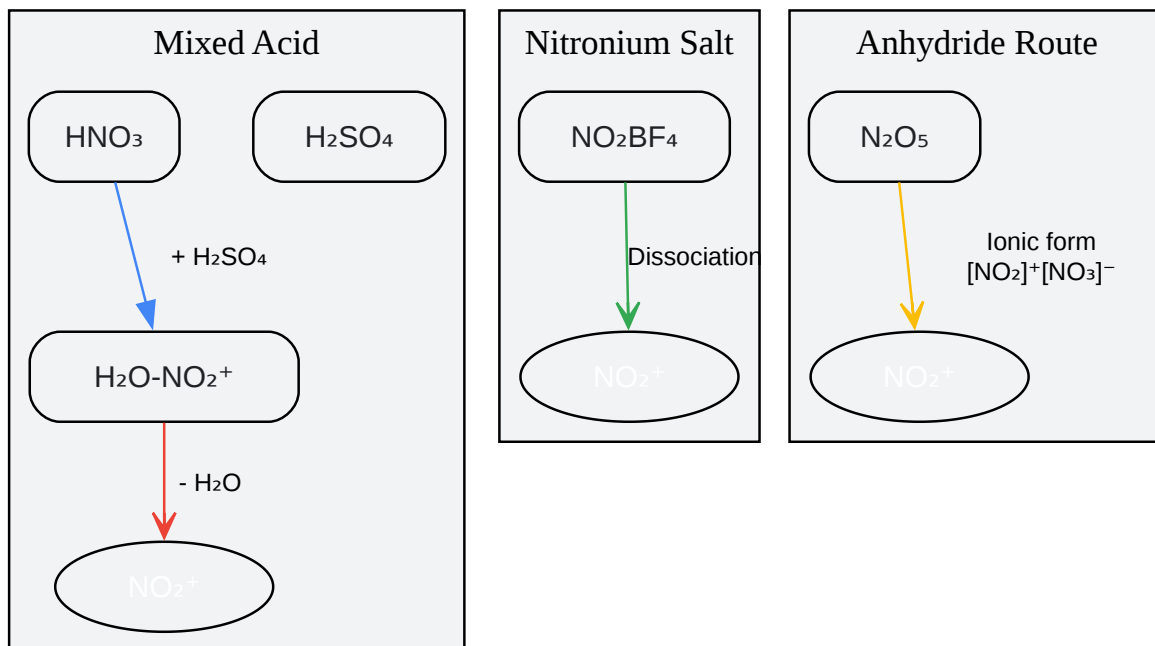 Mixed Acid
HNO₃
H₂SO₄
+ H₂SO₄
H₂O-NO₂⁺
- H₂O
NO₂⁺
Nitronium Salt
NO₂BF₄
Dissociation
NO₂⁺
Anhydride Route
N₂O₅
Ionic form
[NO₂]⁺[NO₃]⁻
NO₂⁺